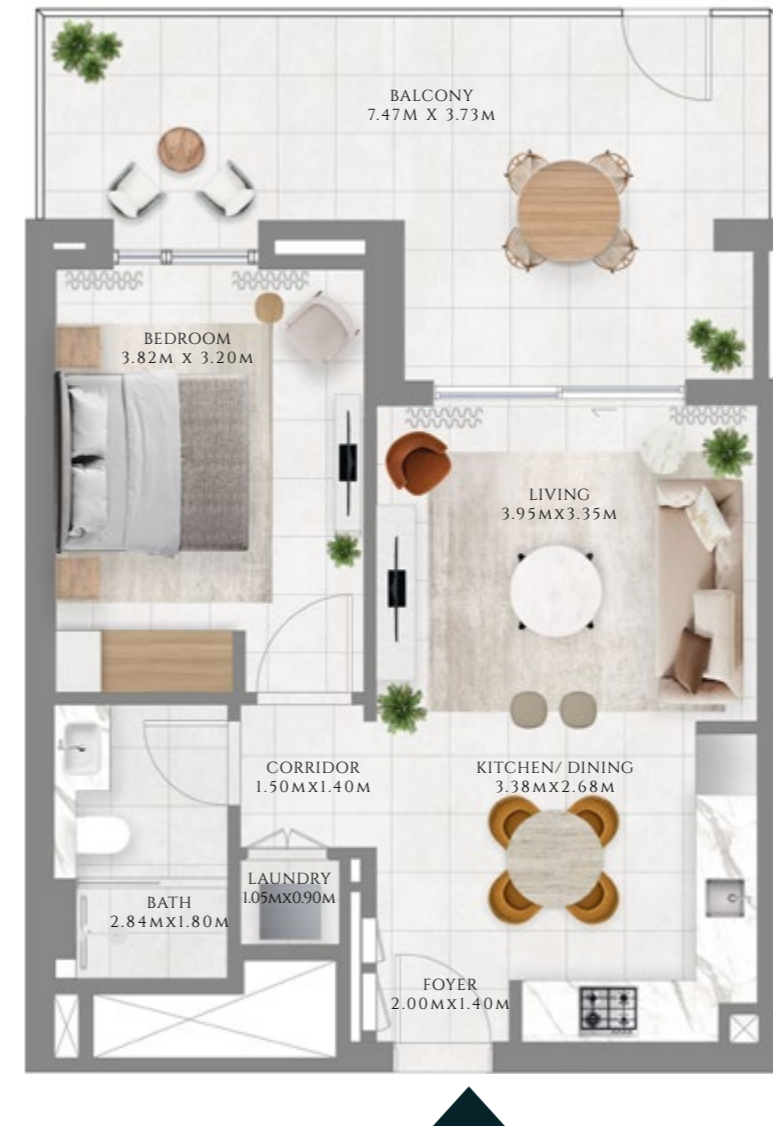 BALCONY
7.47M X 3.73M
BEDROOM
3.82M X 3.20M
LIVING
3.95MX3.35M
CORRIDOR
1.50MX1.40M
KITCHEN/ DINING
3.38MX2.68M
LAUNDRY
1.05MX0.90M
BATH
2.84MX1.80M
FOYER
2.00MX1.40M